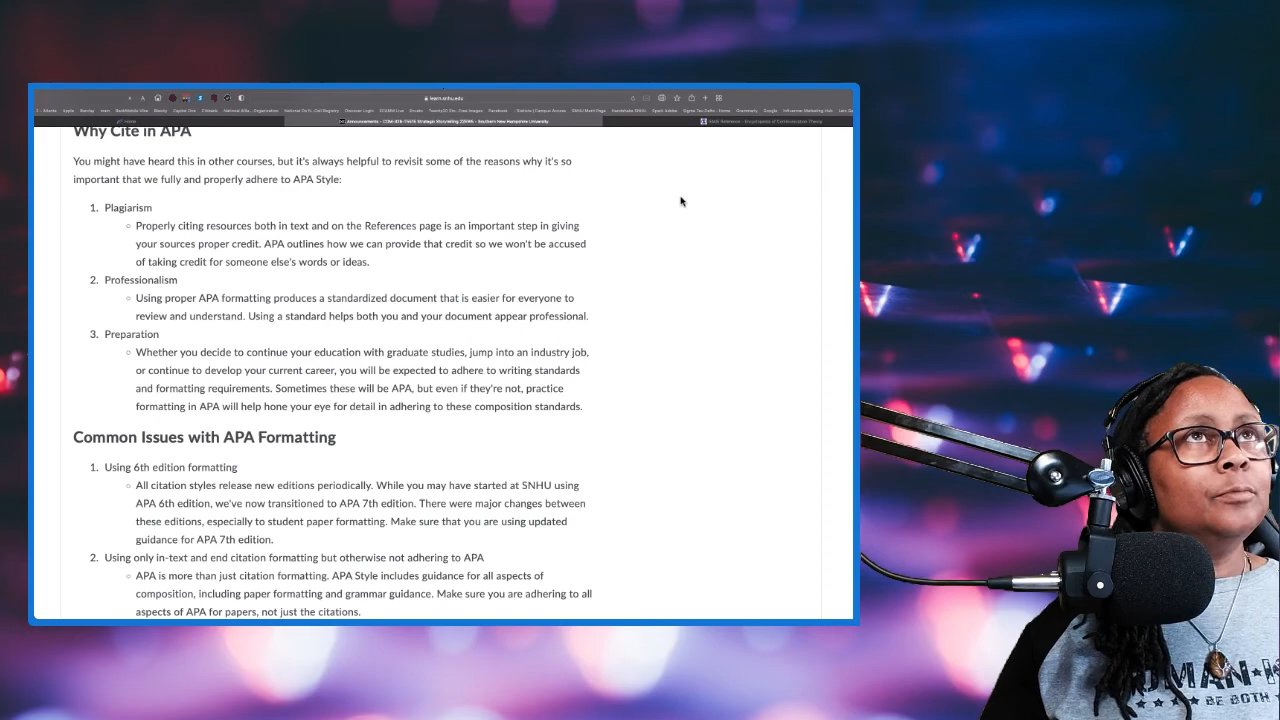 learn.snhu.edu
Why Cite in APA
You might have heard this in other courses, but it's always helpful to revisit some of the reasons why it's so
important that we fully and properly adhere to APA Style:
1. Plagiarism
Properly citing resources both in text and on the References page is an important step in giving
your sources proper credit. APA outlines how we can provide that credit so we won't be accused
of taking credit for someone else's words or ideas.
2. Professionalism
Using proper APA formatting produces a standardized document that is easier for everyone to
review and understand. Using a standard helps both you and your document appear professional.
3. Preparation
Whether you decide to continue your education with graduate studies, jump into an industry job,
or continue to develop your current career, you will be expected to adhere to writing standards
and formatting requirements. Sometimes these will be APA, but even if they're not, practice
formatting in APA will help hone your eye for detail in adhering to these composition standards.
Common Issues with APA Formatting
1. Using 6th edition formatting
All citation styles release new editions periodically. While you may have started at SNHU using
APA 6th edition, we've now transitioned to APA 7th edition. There were major changes between
these editions, especially to student paper formatting. Make sure that you are using updated
guidance for APA 7th edition.
2. Using only in-text and end citation formatting but otherwise not adhering to APA
APA is more than just citation formatting. APA Style includes guidance for all aspects of
composition, including paper formatting and grammar guidance. Make sure you are adhering to all
aspects of APA for papers, not just the citations.
BE BOTH